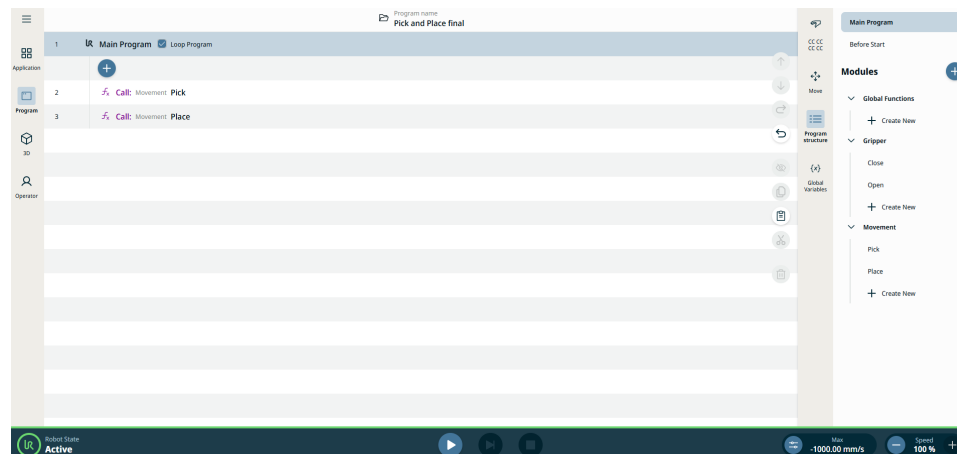 Program name
Pick and Place final
Application
Program
3D
Operator
1 Main Program Loop Program
2 fx Call: Movement Pick
3 fx Call: Movement Place
CC CC
CC CC
Move
Program
structure
{x}
Global
Variables
Main Program
Before Start
Modules
Global Functions
Create New
Gripper
Close
Open
Create New
Movement
Pick
Place
Create New
Robot State
Active
Max
-1000.00 mm/s
Speed
100 %